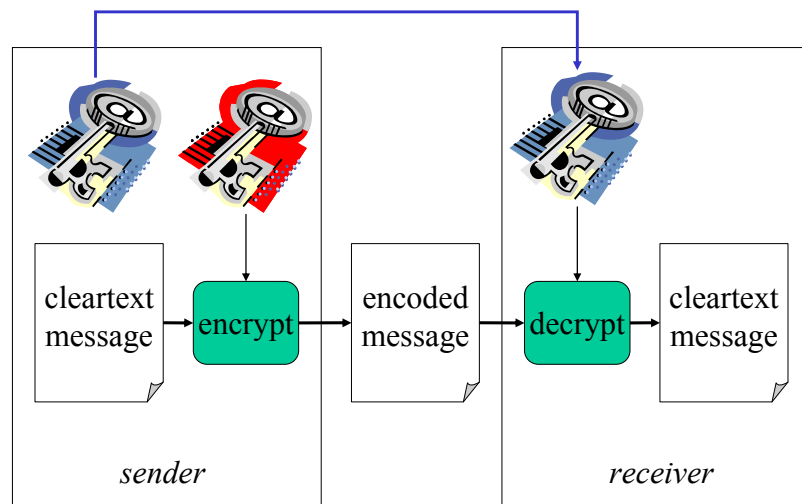 cleartext
message
encrypt
encoded
message
decrypt
cleartext
message
sender
receiver